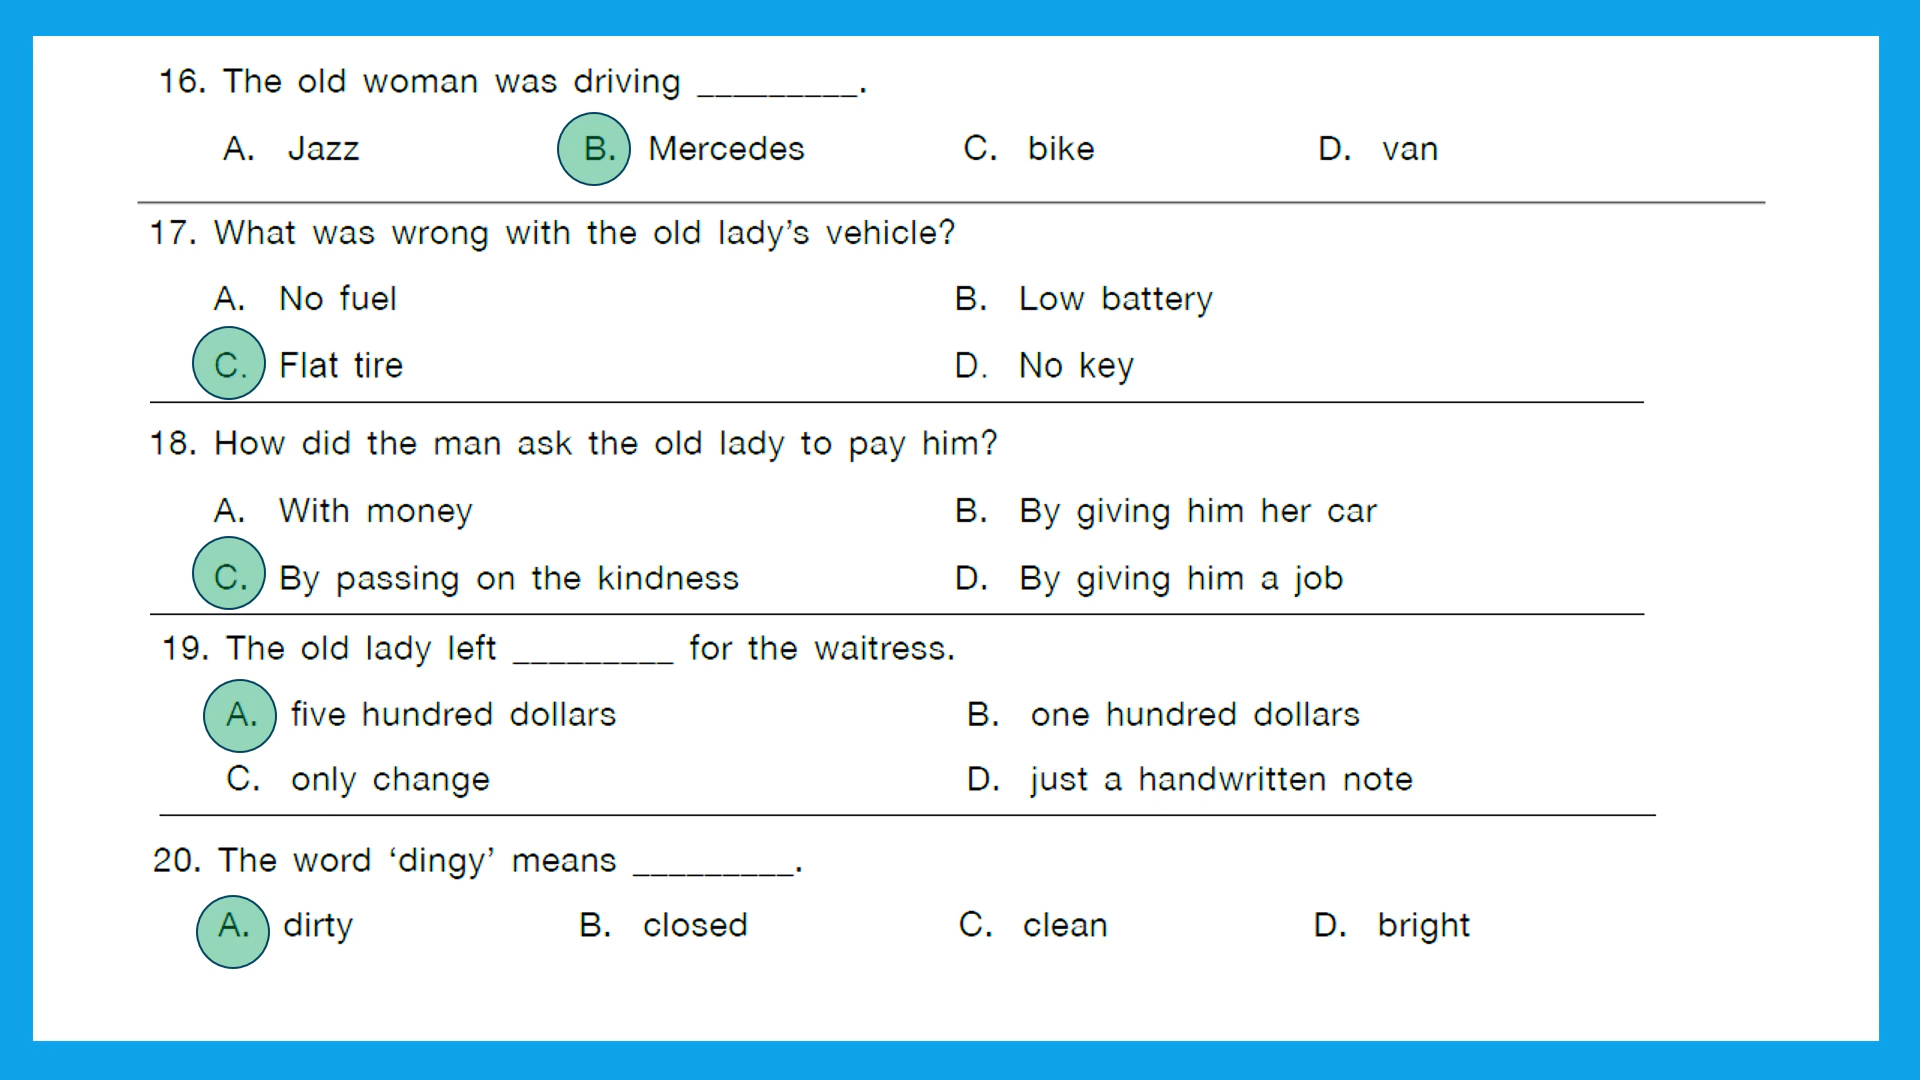 16. The old woman was driving _________.
A. Jazz B. Mercedes C. bike D. van
17. What was wrong with the old lady’s vehicle?
A. No fuel B. Low battery
C. Flat tire D. No key
18. How did the man ask the old lady to pay him?
A. With money B. By giving him her car
C. By passing on the kindness D. By giving him a job
19. The old lady left _________ for the waitress.
A. five hundred dollars B. one hundred dollars
C. only change D. just a handwritten note
20. The word ‘dingy’ means _________.
A. dirty B. closed C. clean D. bright